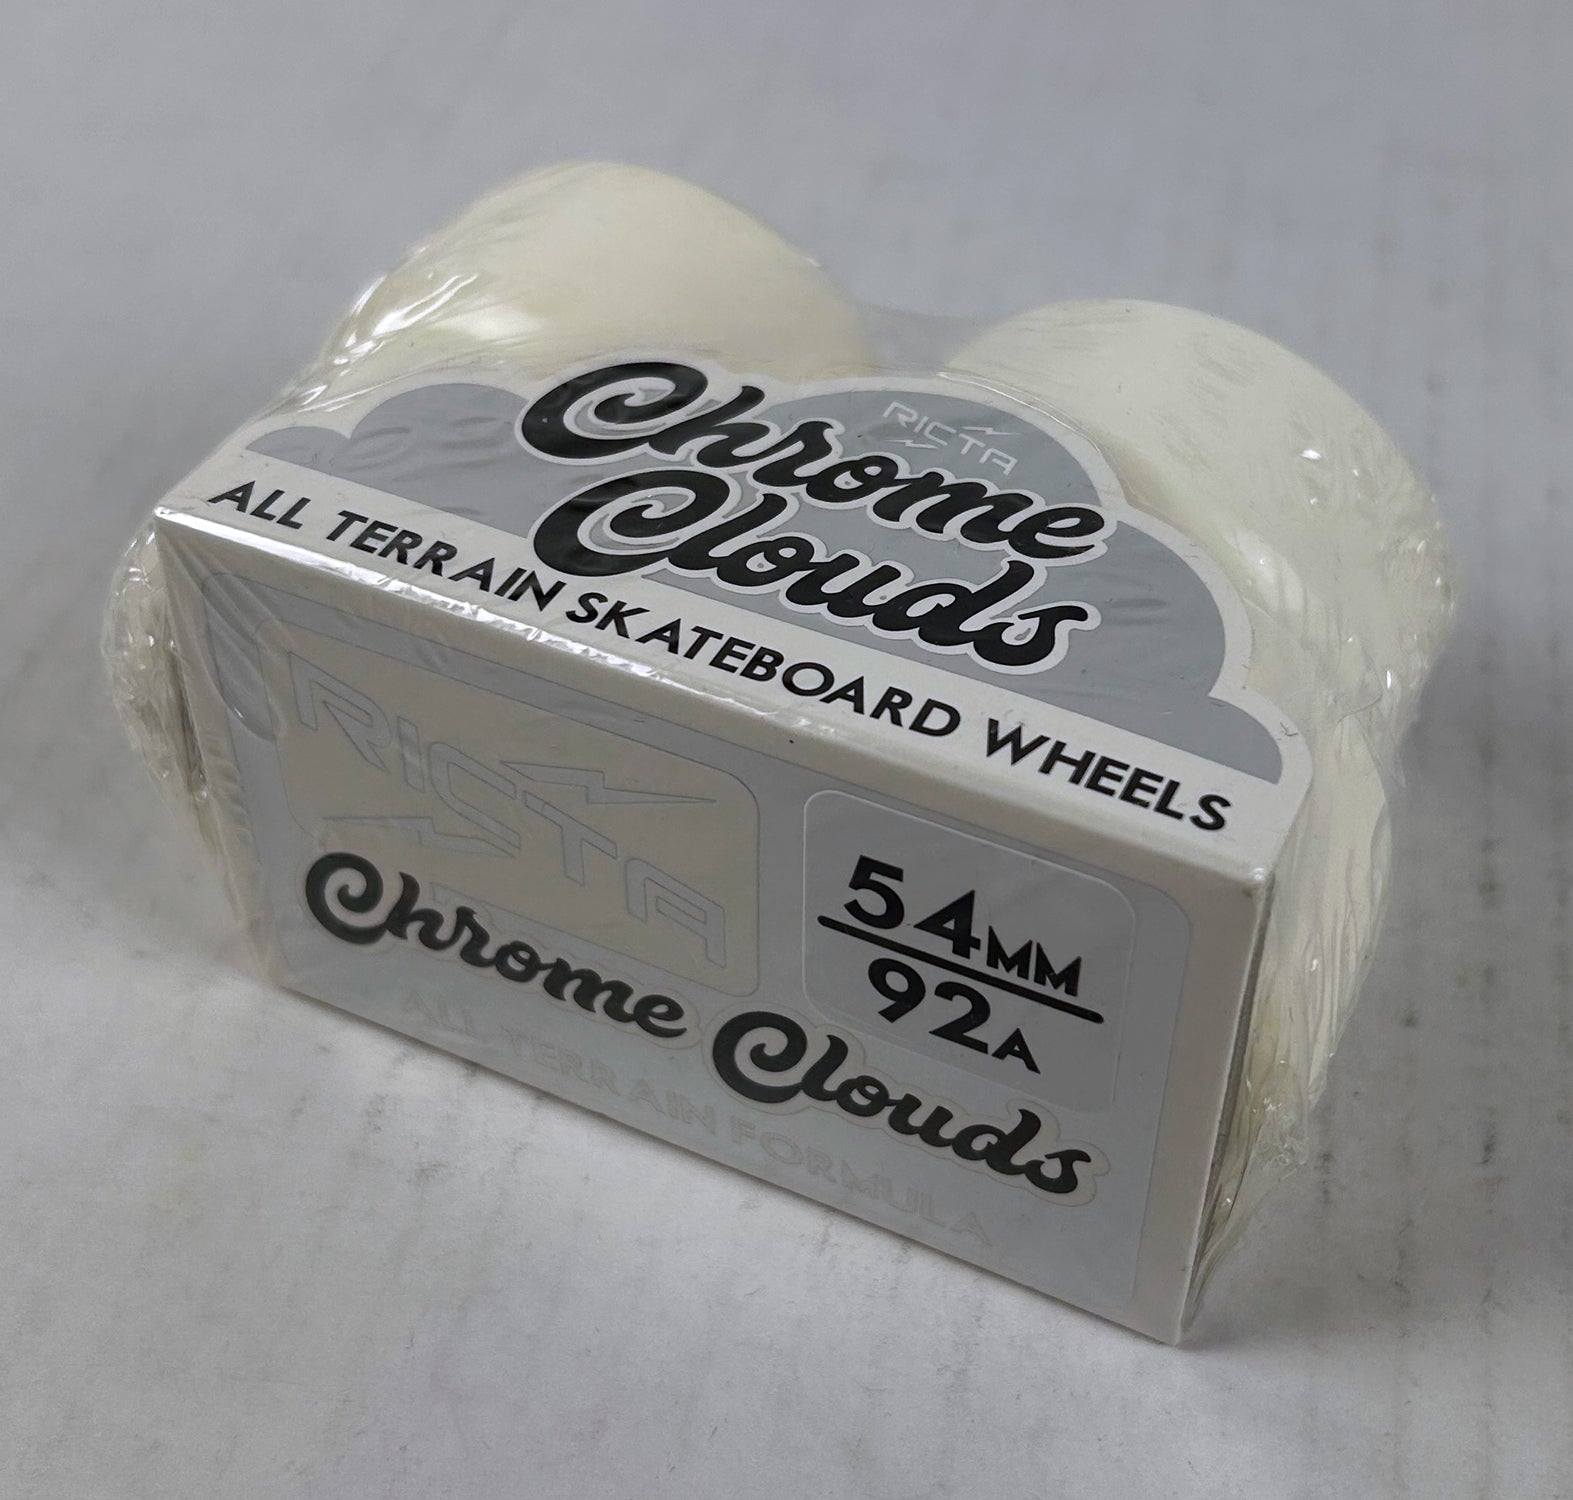 RICTA
Chrome
Clouds
ALL TERRAIN SKATEBOARD WHEELS
RICTA
54MM
92A
Chrome Clouds
ALL TERRAIN FORMULA